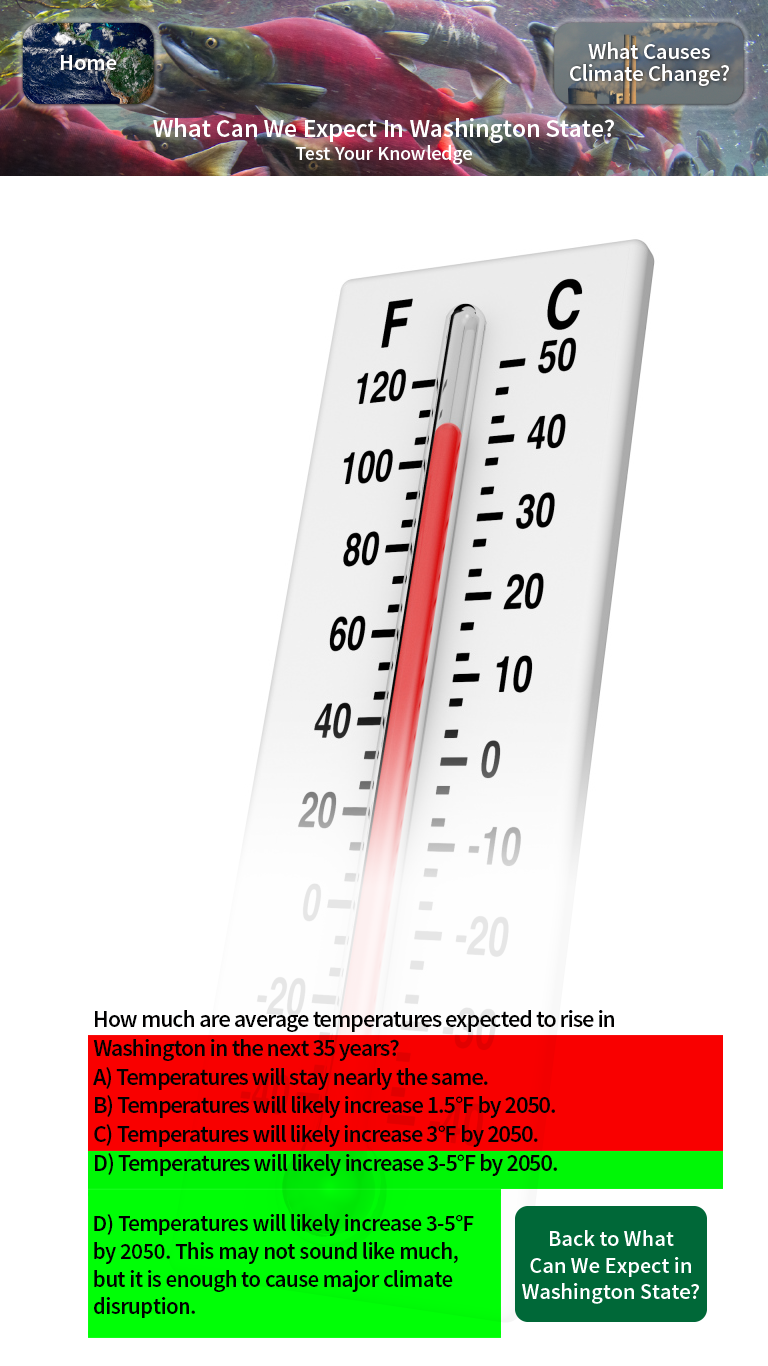 Home
What Causes
Climate Change?
What Can We Expect In Washington State?
Test Your Knowledge
F
C
120
100
80
60
40
20
0
-20
50
40
30
20
10
0
-10
-20
-30
How much are average temperatures expected to rise in
Washington in the next 35 years?
A) Temperatures will stay nearly the same.
B) Temperatures will likely increase 1.5°F by 2050.
C) Temperatures will likely increase 3°F by 2050.
D) Temperatures will likely increase 3-5°F by 2050.
D) Temperatures will likely increase 3-5°F
by 2050. This may not sound like much,
but it is enough to cause major climate
disruption.
Back to What
Can We Expect in
Washington State?